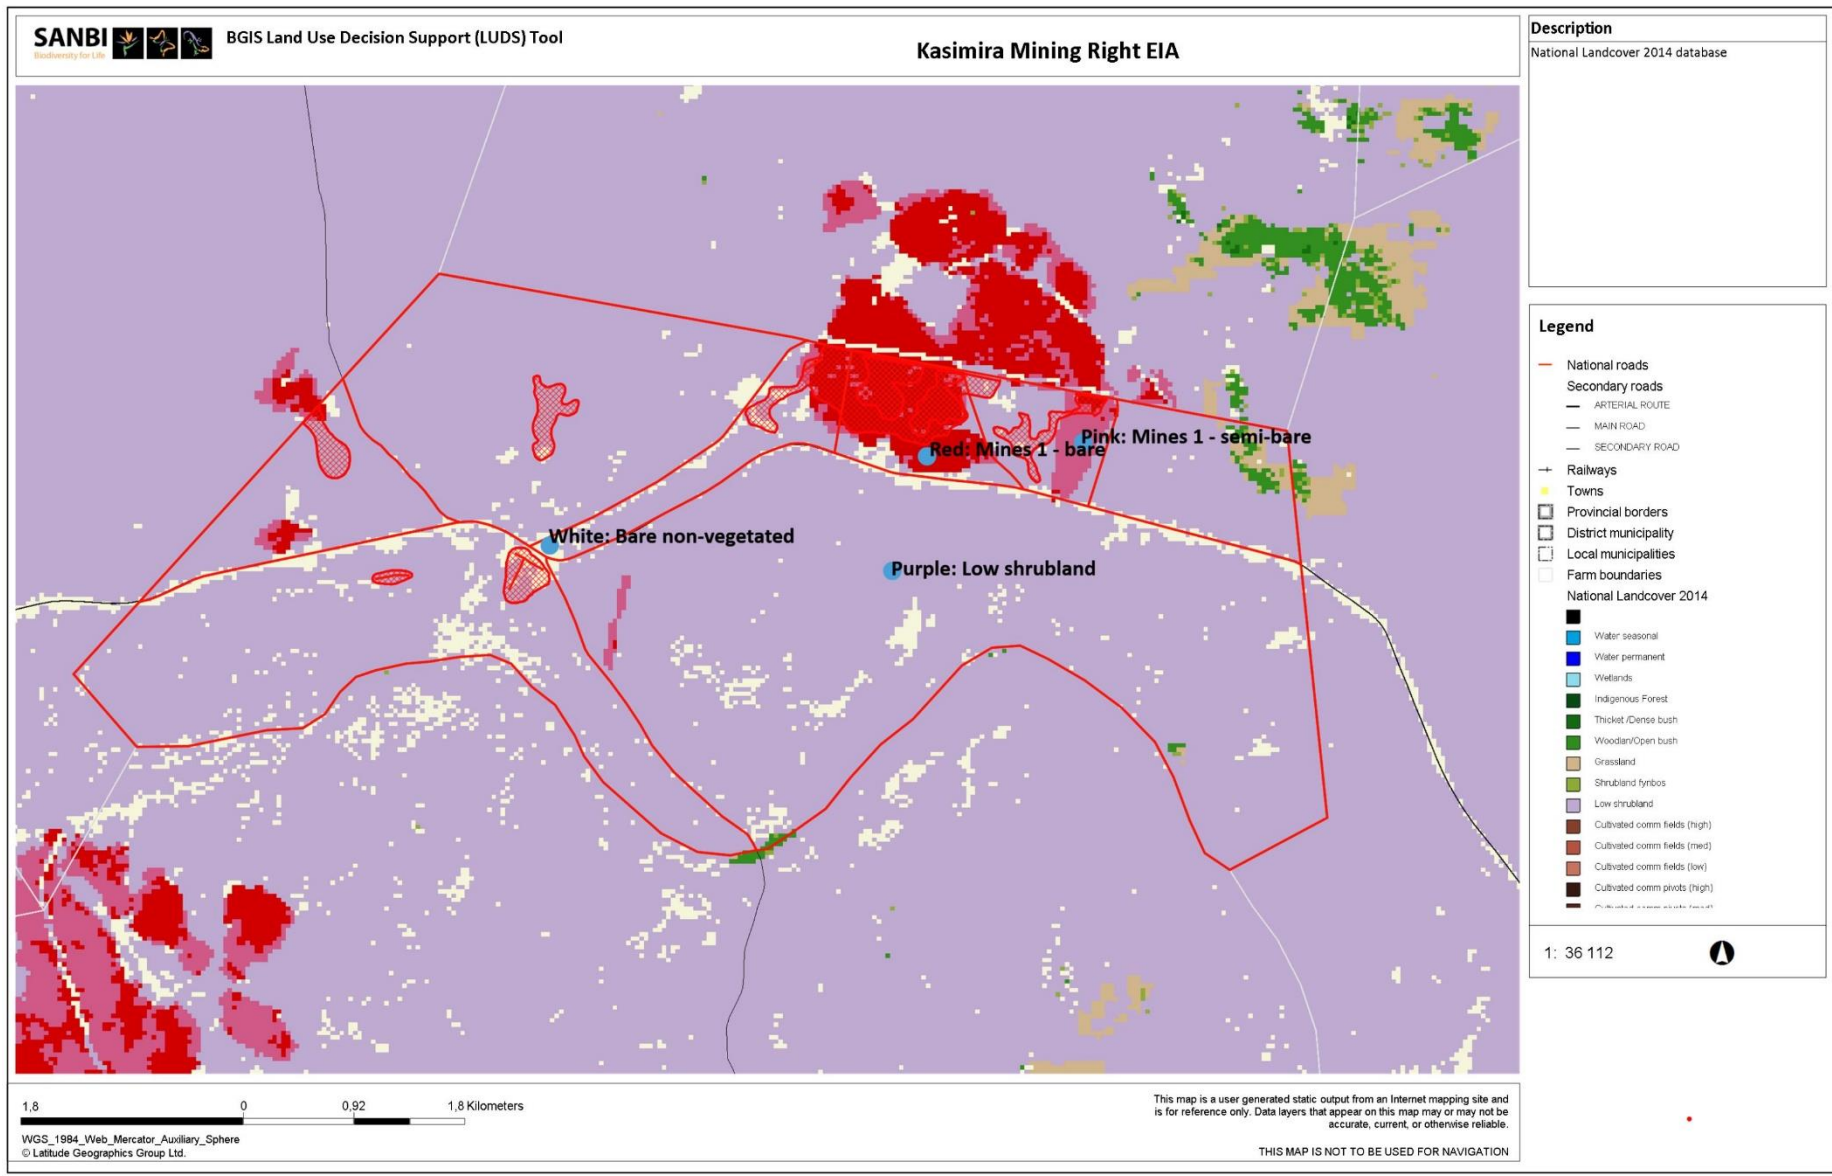 SANBI
Biodiversity for Life
BGIS Land Use Decision Support (LUDS) Tool
Kasimira Mining Right EIA
Description
National Landcover 2014 database
Red: Mines 1 - bare
Pink: Mines 1 - semi-bare
White: Bare non-vegetated
Purple: Low shrubland
Legend
National roads
Secondary roads
ARTERIAL ROUTE
MAIN ROAD
SECONDARY ROAD
Railways
Towns
Provincial borders
District municipality
Local municipalities
Farm boundaries
National Landcover 2014
Water seasonal
Water permanent
Wetlands
Indigenous Forest
Thicket /Dense bush
Woodlan/Open bush
Grassland
Shrubland fynbos
Low shrubland
Cultivated comm fields (high)
Cultivated comm fields (med)
Cultivated comm fields (low)
Cultivated comm pivots (high)
Cultivated comm pivots (med)
1: 36 112
1,8 0 0,92 1,8 Kilometers
WGS_1984_Web_Mercator_Auxiliary_Sphere
© Latitude Geographics Group Ltd.
This map is a user generated static output from an Internet mapping site and
is for reference only. Data layers that appear on this map may or may not be
accurate, current, or otherwise reliable.
THIS MAP IS NOT TO BE USED FOR NAVIGATION